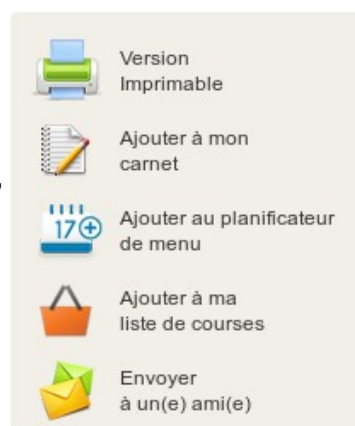 Version
Imprimable
Ajouter à mon
carnet
17
Ajouter au planificateur
de menu
Ajouter à ma
liste de courses
Envoyer
à un(e) ami(e)